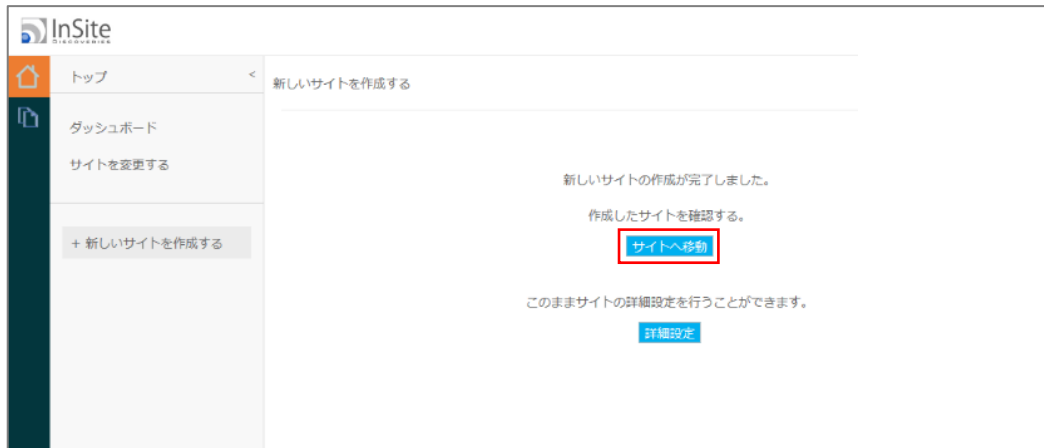 InSite
DISCOVERIES
トップ <
新しいサイトを作成する
ダッシュボード
サイトを変更する
+ 新しいサイトを作成する
新しいサイトの作成が完了しました。
作成したサイトを確認する。
サイトへ移動
このままサイトの詳細設定を行うことができます。
詳細設定